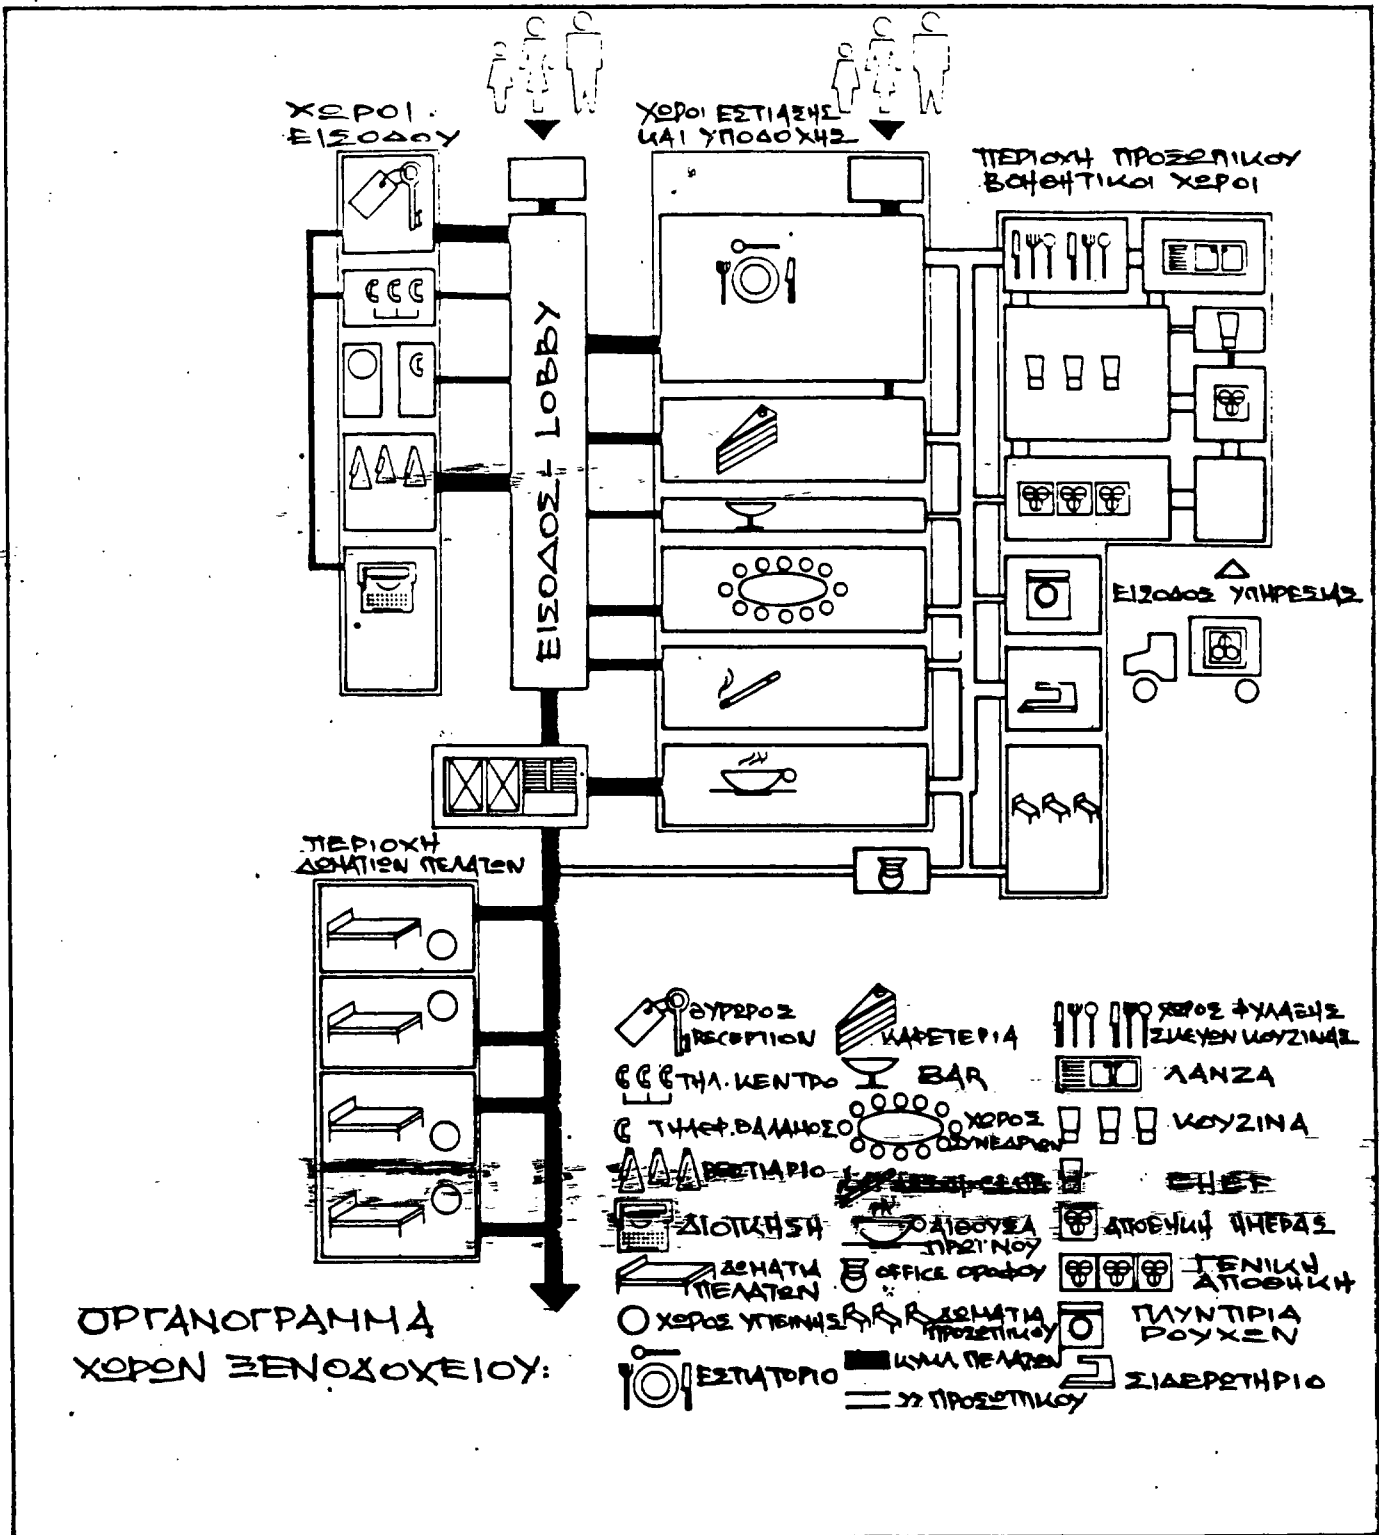 ΧΩΡΟΙ
ΕΙΣΟΔΟΥ
ΧΩΡΟΙ ΕΣΤΙΑΣΗΣ
ΚΑΙ ΥΠΟΔΟΧΗΣ
ΠΕΡΙΟΧΗ ΠΡΟΣΩΠΙΚΟΥ
ΒΟΗΘΗΤΙΚΟΙ ΧΩΡΟΙ
ΕΙΣΟΔΟΣ - LOBBY
ΕΙΣΟΔΟΣ ΥΠΗΡΕΣΙΑΣ
ΠΕΡΙΟΧΗ
ΔΩΜΑΤΙΩΝ ΠΕΛΑΤΩΝ
ΘΥΡΩΡΟΣ
RECEPTION
ΤΗΛ. ΚΕΝΤΡΟ
ΤΗΛΕΦ. ΘΑΛΑΜΟΣ
ΒΕΣΤΙΑΡΙΟ
ΔΙΟΙΚΗΣΗ
ΔΩΜΑΤΙΑ
ΠΕΛΑΤΩΝ
ΧΩΡΟΣ ΥΓΙΕΙΝΗΣ
ΕΣΤΙΑΤΟΡΙΟ
ΚΑΦΕΤΕΡΙΑ
BAR
ΧΩΡΟΣ
ΣΥΝΕΔΡΙΩΝ
ΑΙΘΟΥΣΑ
ΠΡΩΙΝΟΥ
OFFICE ΟΡΟΦΟΥ
ΔΩΜΑΤΙΑ
ΠΡΟΣΩΠΙΚΟΥ
ΚΥΚΛ. ΠΕΛΑΤΩΝ
>> ΠΡΟΣΩΠΙΚΟΥ
ΧΩΡΟΣ ΦΥΛΑΞΗΣ
ΣΚΕΥΩΝ ΚΟΥΖΙΝΑΣ
ΛΑΝΖΑ
ΚΟΥΖΙΝΑ
CHEF
ΑΠΟΘΗΚΗ ΗΜΕΡΑΣ
ΓΕΝΙΚΗ
ΑΠΟΘΗΚΗ
ΠΛΥΝΤΙΡΙΑ
ΡΟΥΧΩΝ
ΣΙΔΕΡΩΤΗΡΙΟ
ΟΡΓΑΝΟΓΡΑΜΜΑ
ΧΩΡΩΝ ΞΕΝΟΔΟΧΕΙΟΥ: